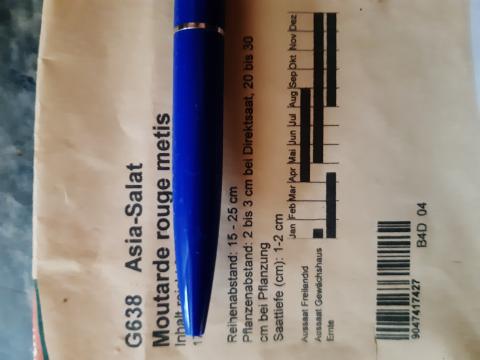 G638 Asia-Salat
Moutarde rouge metis
Inhalt
Reihenabstand: 15 - 25 cm
Pflanzenabstand: 2 bis 3 cm bei Direktsaat, 20 bis 30
cm bei Pflanzung
Saattiefe (cm): 1-2 cm
Jan Feb Mar Apr Mai Jun Jul Aug Sep Okt Nov Dez
Aussaat Freilandid
Aussaat Gewächshaus
Ernte
9047417427
B4D 04